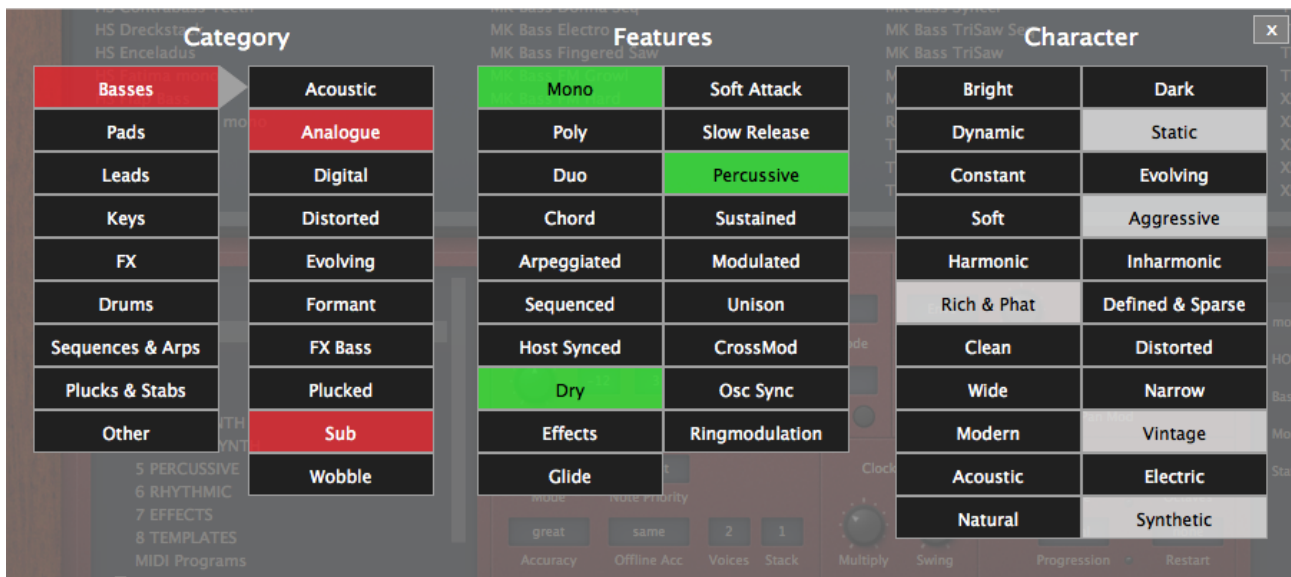 HS Dreckstack
HS Enceladus
MK Bass Electro
MK Bass Fingered Saw
MK Bass TriSaw
Category
Features
Character
x
Basses
Acoustic
Mono
Soft Attack
Bright
Dark
Pads
Analogue
Poly
Slow Release
Dynamic
Static
Leads
Digital
Duo
Percussive
Constant
Evolving
Keys
Distorted
Chord
Sustained
Soft
Aggressive
FX
Evolving
Arpeggiated
Modulated
Harmonic
Inharmonic
Drums
Formant
Sequenced
Unison
Rich & Phat
Defined & Sparse
Sequences & Arps
FX Bass
Host Synced
CrossMod
Clean
Distorted
Plucks & Stabs
Plucked
Dry
Osc Sync
Wide
Narrow
Other
Sub
Effects
Ringmodulation
Modern
Vintage
Wobble
Glide
Acoustic
Electric
Natural
Synthetic
5 PERCUSSIVE
6 RHYTHMIC
7 EFFECTS
8 TEMPLATES
MIDI Programs
Mode
Note Priority
Clock
great
same
2
1
Accuracy
Offline Acc
Voices
Stack
Multiply
Swing
Progression
Restart